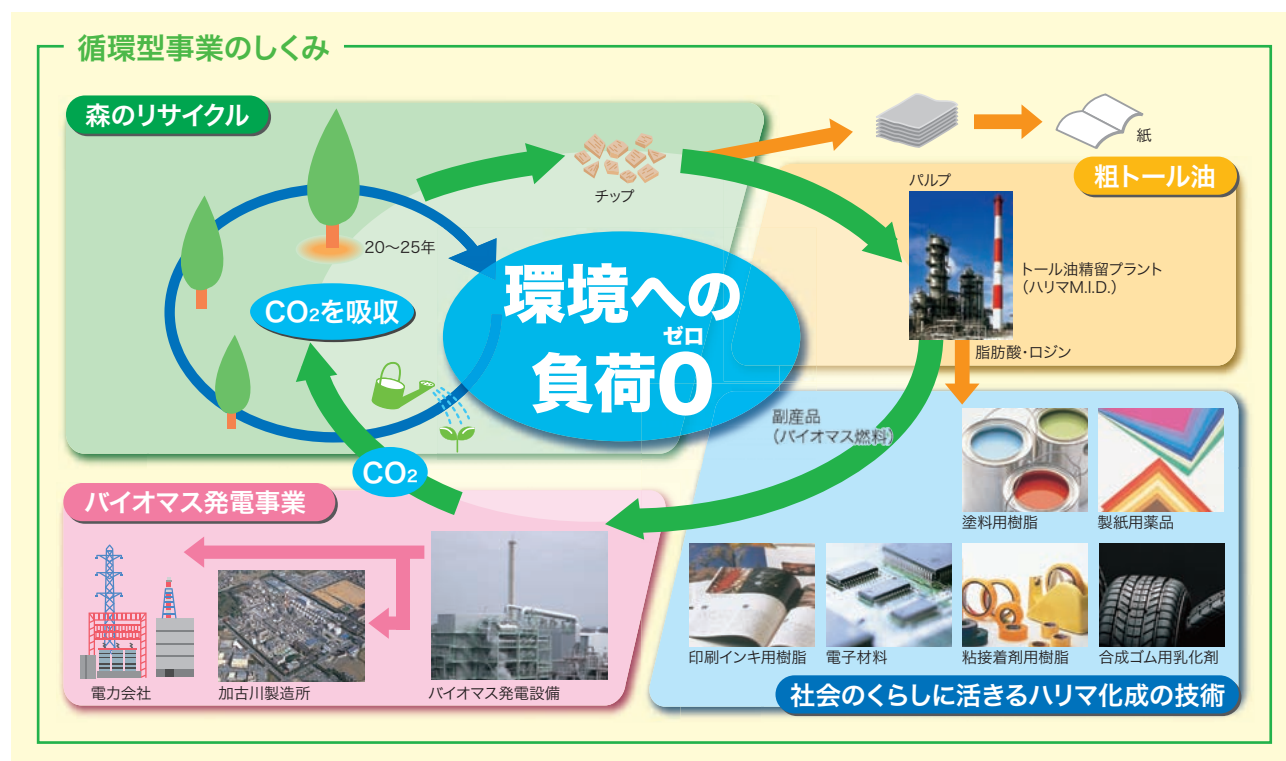 循環型事業のしくみ
森のリサイクル
チップ
20〜25年
CO2を吸収
環境への
負荷0
ゼロ
紙
パルプ
粗トール油
トール油精留プラント
(ハリマM.I.D.)
脂肪酸・ロジン
副産品
(バイオマス燃料)
塗料用樹脂
製紙用薬品
印刷インキ用樹脂
電子材料
粘接着剤用樹脂
合成ゴム用乳化剤
社会のくらしに活きるハリマ化成の技術
CO2
バイオマス発電事業
電力会社
加古川製造所
バイオマス発電設備